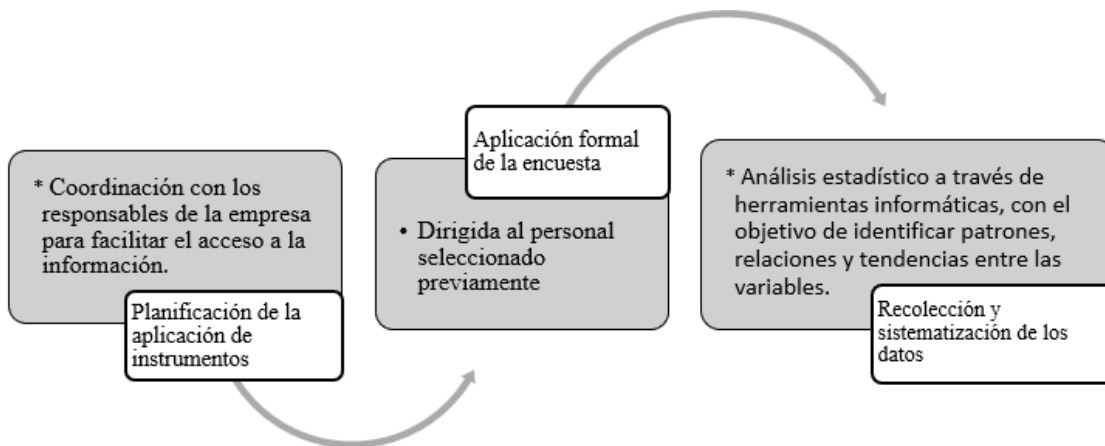 * Coordinación con los
responsables de la empresa
para facilitar el acceso a la
información.
Planificación de la
aplicación de
instrumentos
Aplicación formal
de la encuesta
• Dirigida al personal
seleccionado
previamente
* Análisis estadístico a través de
herramientas informáticas, con el
objetivo de identificar patrones,
relaciones y tendencias entre las
variables.
Recolección y
sistematización de los
datos